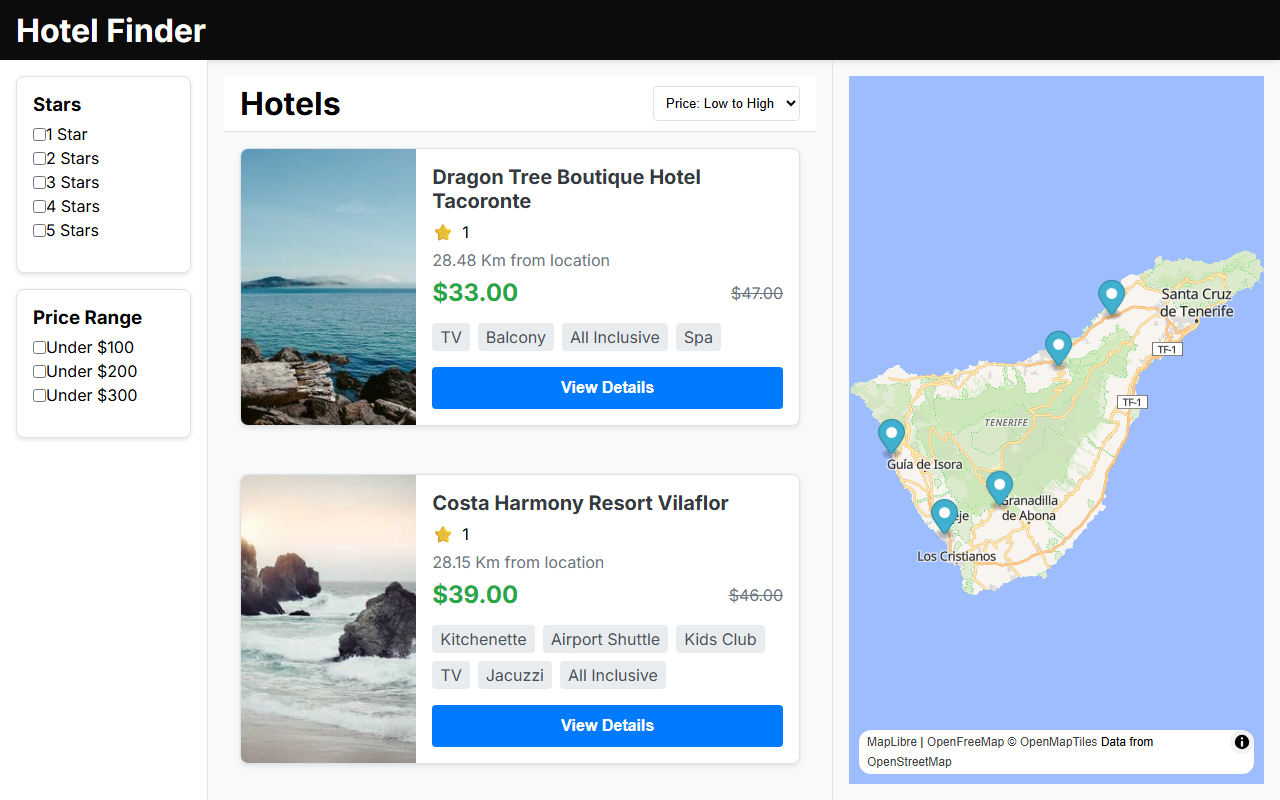 Hotel Finder
Stars
1 Star
2 Stars
3 Stars
4 Stars
5 Stars
Price Range
Under $100
Under $200
Under $300
Hotels
Price: Low to High
Dragon Tree Boutique Hotel
Tacoronte
1
28.48 Km from location
$33.00 $47.00
TV Balcony All Inclusive Spa
View Details
Costa Harmony Resort Vilaflor
1
28.15 Km from location
$39.00 $46.00
Kitchenette Airport Shuttle Kids Club
TV Jacuzzi All Inclusive
View Details
Santa Cruz
de Tenerife
TF-1
TF-1
TENERIFE
Guía de Isora
Granadilla
de Abona
Los Cristianos
MapLibre | OpenFreeMap © OpenMapTiles Data from
OpenStreetMap